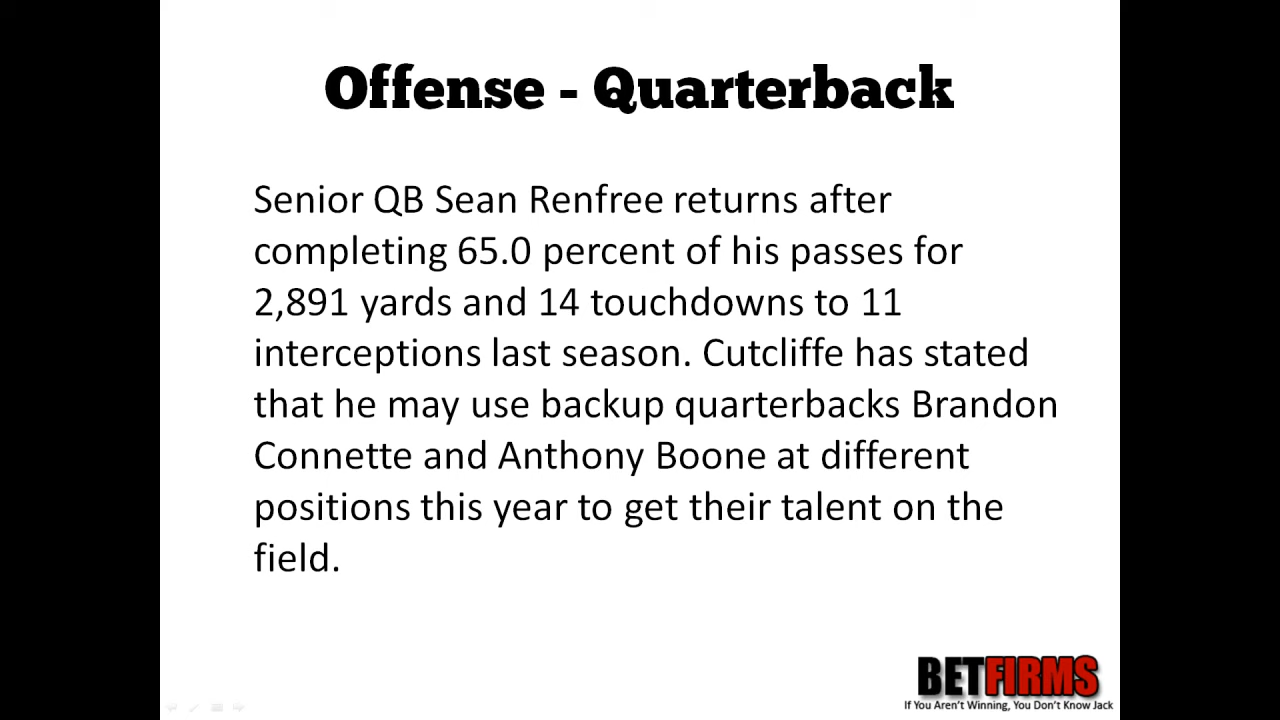 Offense - Quarterback
Senior QB Sean Renfree returns after
completing 65.0 percent of his passes for
2,891 yards and 14 touchdowns to 11
interceptions last season. Cutcliffe has stated
that he may use backup quarterbacks Brandon
Connette and Anthony Boone at different
positions this year to get their talent on the
field.
BETFIRMS
If You Aren't Winning, You Don't Know Jack